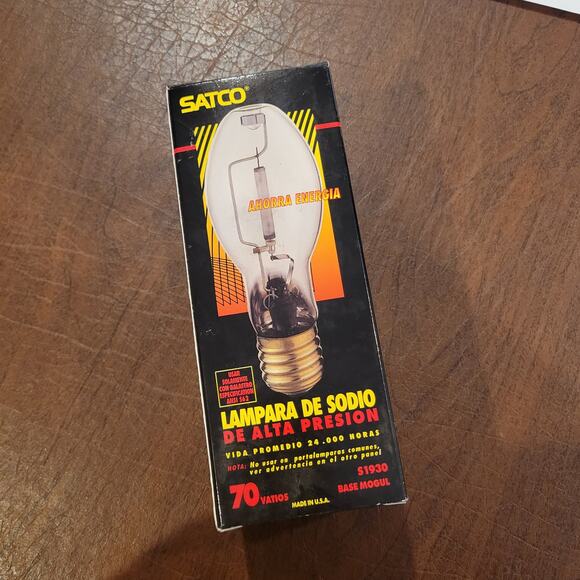 SATCO®
AHORRA ENERGIA
USAR
SOLAMENTE
CON BALASTRO
ESPECIFICATION
ANSI S62
LAMPARA DE SODIO
DE ALTA PRESION
VIDA PROMEDIO 24.000 HORAS
NOTA: No usar en portalamparas comunes,
ver advertencia en el otro panel
70 VATIOS
MADE IN U.S.A.
S1930
BASE MOGUL